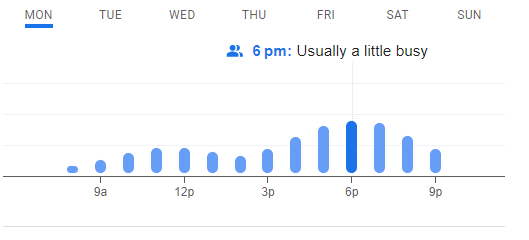 MON TUE WED THU FRI SAT SUN
6 pm: Usually a little busy
9a 12p 3p 6p 9p